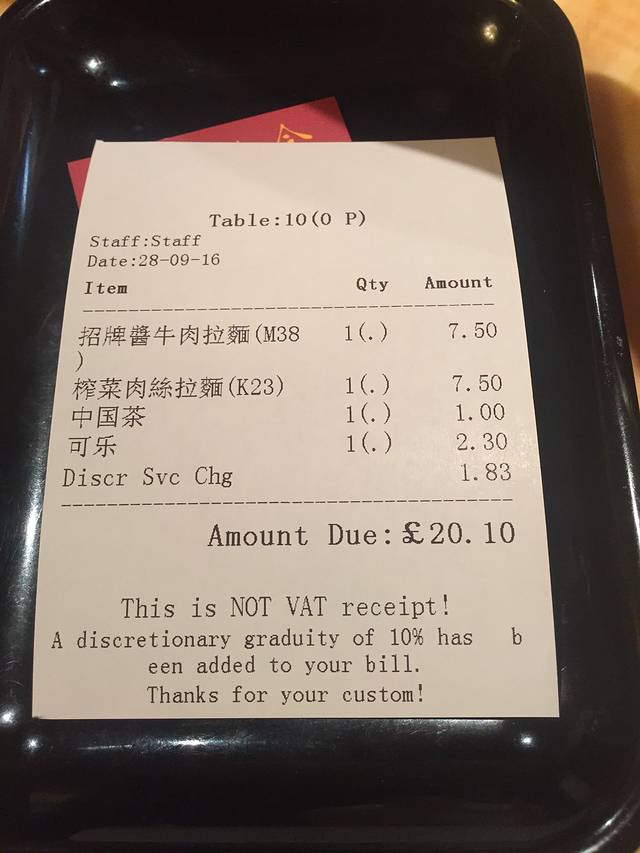 Table:10(0 P)
Staff:Staff
Date:28-09-16
Item Qty Amount
招牌醬牛肉拉麵(M38 1(.) 7.50
)
榨菜肉絲拉麵(K23) 1(.) 7.50
中国茶 1(.) 1.00
可乐 1(.) 2.30
Discr Svc Chg 1.83
Amount Due:£20.10
This is NOT VAT receipt!
A discretionary graduity of 10% has b
een added to your bill.
Thanks for your custom!